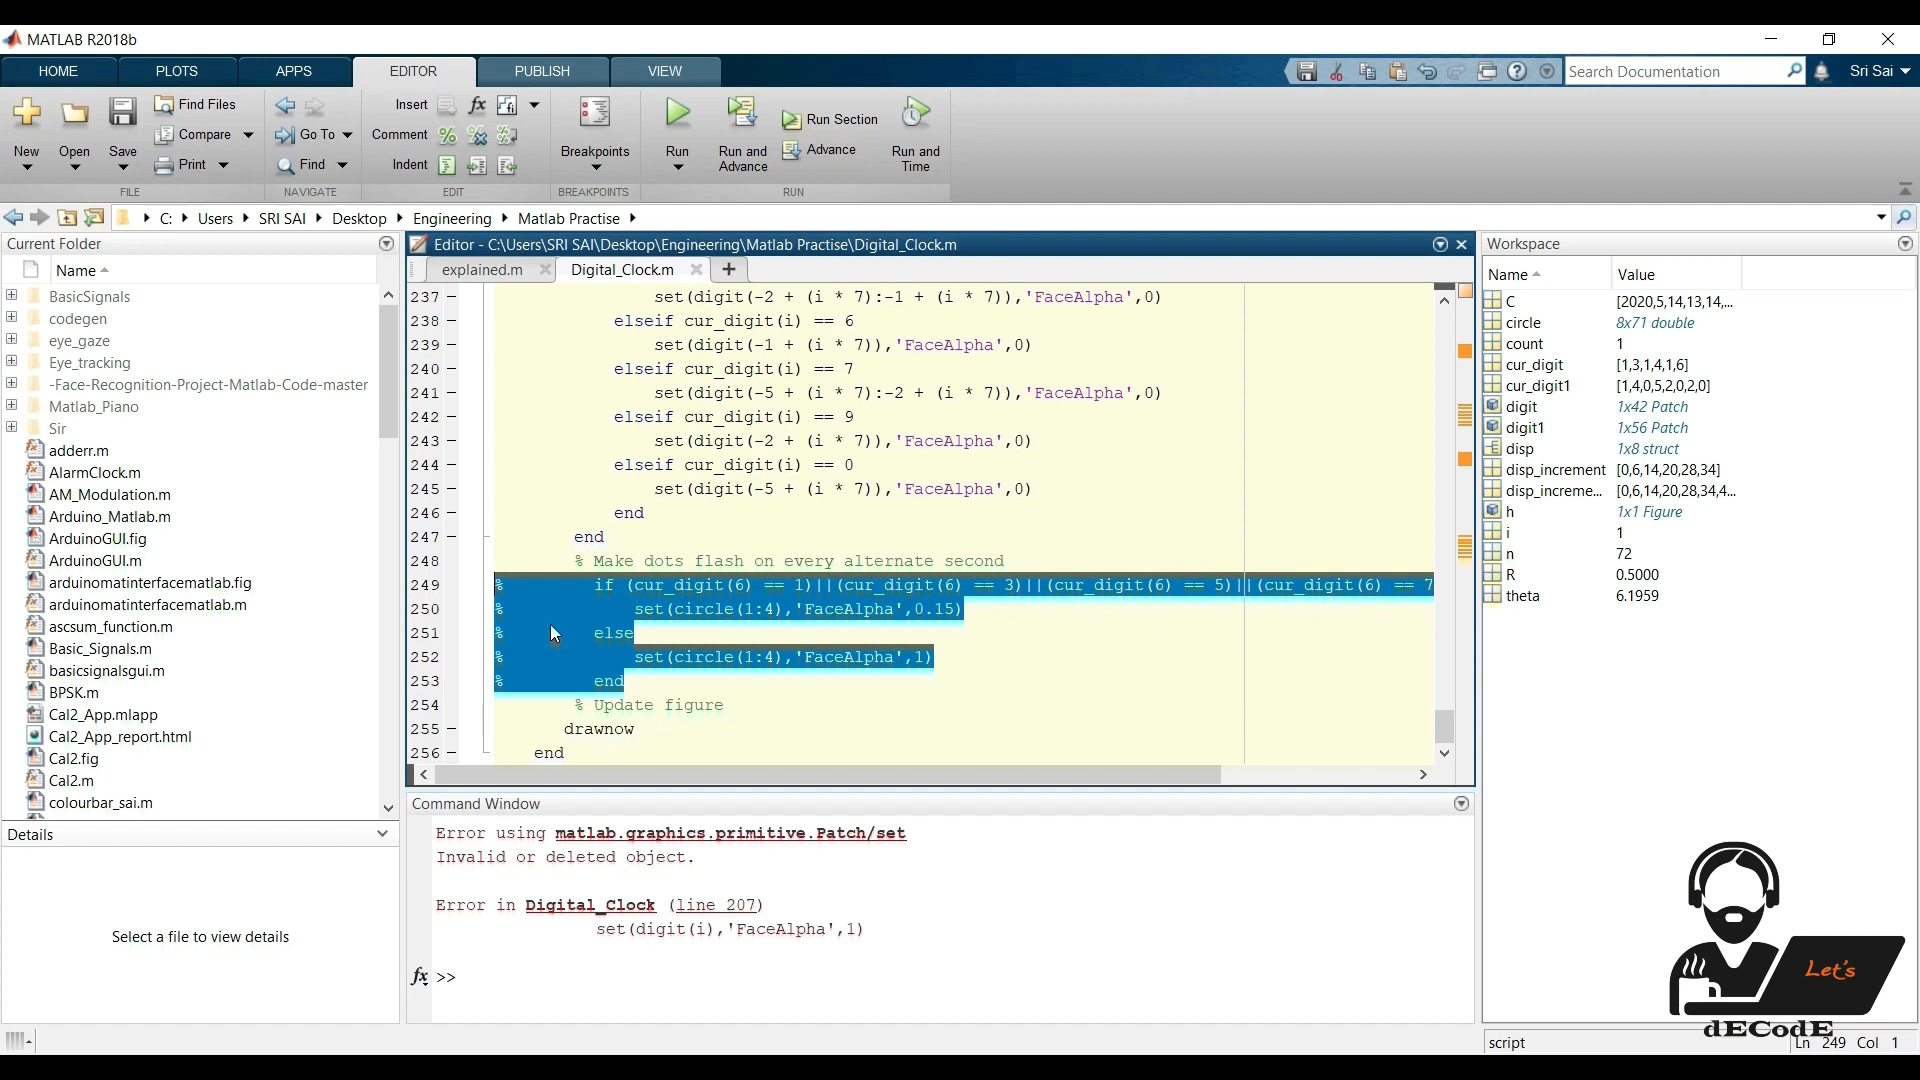 MATLAB R2018b
HOME PLOTS APPS EDITOR PUBLISH VIEW
Search Documentation
Sri Sai
New Open Save
Find Files
Compare
Print
FILE
Go To
Find
NAVIGATE
Insert
Comment
Indent
EDIT
Breakpoints
BREAKPOINTS
Run
Run and Advance
Run Section
Advance
Run and Time
RUN
C: Users SRI SAI Desktop Engineering Matlab Practise
Current Folder
Name
BasicSignals
codegen
eye_gaze
Eye_tracking
-Face-Recognition-Project-Matlab-Code-master
Matlab_Piano
Sir
adderr.m
AlarmClock.m
AM_Modulation.m
Arduino_Matlab.m
ArduinoGUI.fig
ArduinoGUI.m
arduinomatinterfacematlab.fig
arduinomatinterfacematlab.m
ascsum_function.m
Basic_Signals.m
basicsignalsgui.m
BPSK.m
Cal2_App.mlapp
Cal2_App_report.html
Cal2.fig
Cal2.m
colourbar_sai.m
Details
Select a file to view details
Editor - C:\Users\SRI SAI\Desktop\Engineering\Matlab Practise\Digital_Clock.m
explained.m Digital_Clock.m
237 – set(digit(-2 + (i * 7):-1 + (i * 7)),'FaceAlpha',0)
238 – elseif cur_digit(i) == 6
239 – set(digit(-1 + (i * 7)),'FaceAlpha',0)
240 – elseif cur_digit(i) == 7
241 – set(digit(-5 + (i * 7):-2 + (i * 7)),'FaceAlpha',0)
242 – elseif cur_digit(i) == 9
243 – set(digit(-2 + (i * 7)),'FaceAlpha',0)
244 – elseif cur_digit(i) == 0
245 – set(digit(-5 + (i * 7)),'FaceAlpha',0)
246 – end
247 – end
248 % Make dots flash on every alternate second
249 % if (cur_digit(6) == 1)||(cur_digit(6) == 3)||(cur_digit(6) == 5)||(cur_digit(6) == 7
250 % set(circle(1:4),'FaceAlpha',0.15)
251 % else
252 % set(circle(1:4),'FaceAlpha',1)
253 % end
254 % Update figure
255 – drawnow
256 – end
Command Window
Error using matlab.graphics.primitive.Patch/set
Invalid or deleted object.
Error in Digital_Clock (line 207)
set(digit(i),'FaceAlpha',1)
fx >>
Workspace
Name Value
C [2020,5,14,13,14,...
circle 8x71 double
count 1
cur_digit [1,3,1,4,1,6]
cur_digit1 [1,4,0,5,2,0,2,0]
digit 1x42 Patch
digit1 1x56 Patch
disp 1x8 struct
disp_increment [0,6,14,20,28,34]
disp_increme... [0,6,14,20,28,34,4...
h 1x1 Figure
i 1
n 72
R 0.5000
theta 6.1959
Let's
dECodE
script Ln 249 Col 1